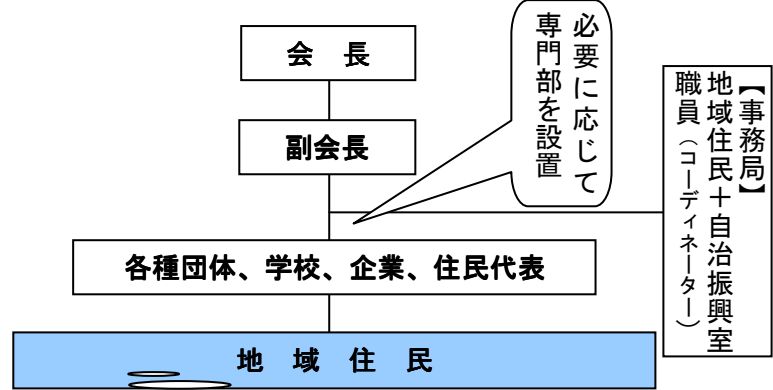 会　長
副会長
必要に応じて
専門部を設置
【事務局】
地域住民＋自治振興室
職員（コーディネーター）
各種団体、学校、企業、住民代表
地　域　住　民